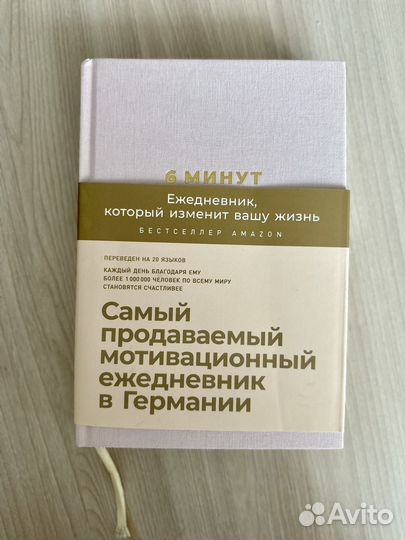 6 МИНУТ
Ежедневник,
который изменит вашу жизнь
БЕСТСЕЛЛЕР AMAZON
ПЕРЕВЕДЕН НА 20 ЯЗЫКОВ
КАЖДЫЙ ДЕНЬ БЛАГОДАРЯ ЕМУ
БОЛЕЕ 1 000 000 ЧЕЛОВЕК ПО ВСЕМУ МИРУ
СТАНОВЯТСЯ СЧАСТЛИВЕЕ
Самый
продаваемый
мотивационный
ежедневник
в Германии
Avito